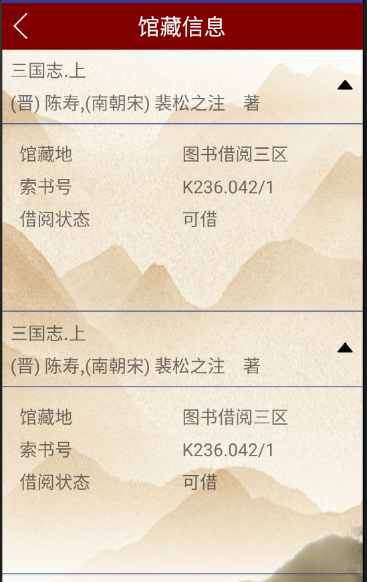 馆藏信息
三国志.上
(晋) 陈寿,(南朝宋) 裴松之注　著
馆藏地 图书借阅三区
索书号 K236.042/1
借阅状态 可借
三国志.上
(晋) 陈寿,(南朝宋) 裴松之注　著
馆藏地 图书借阅三区
索书号 K236.042/1
借阅状态 可借